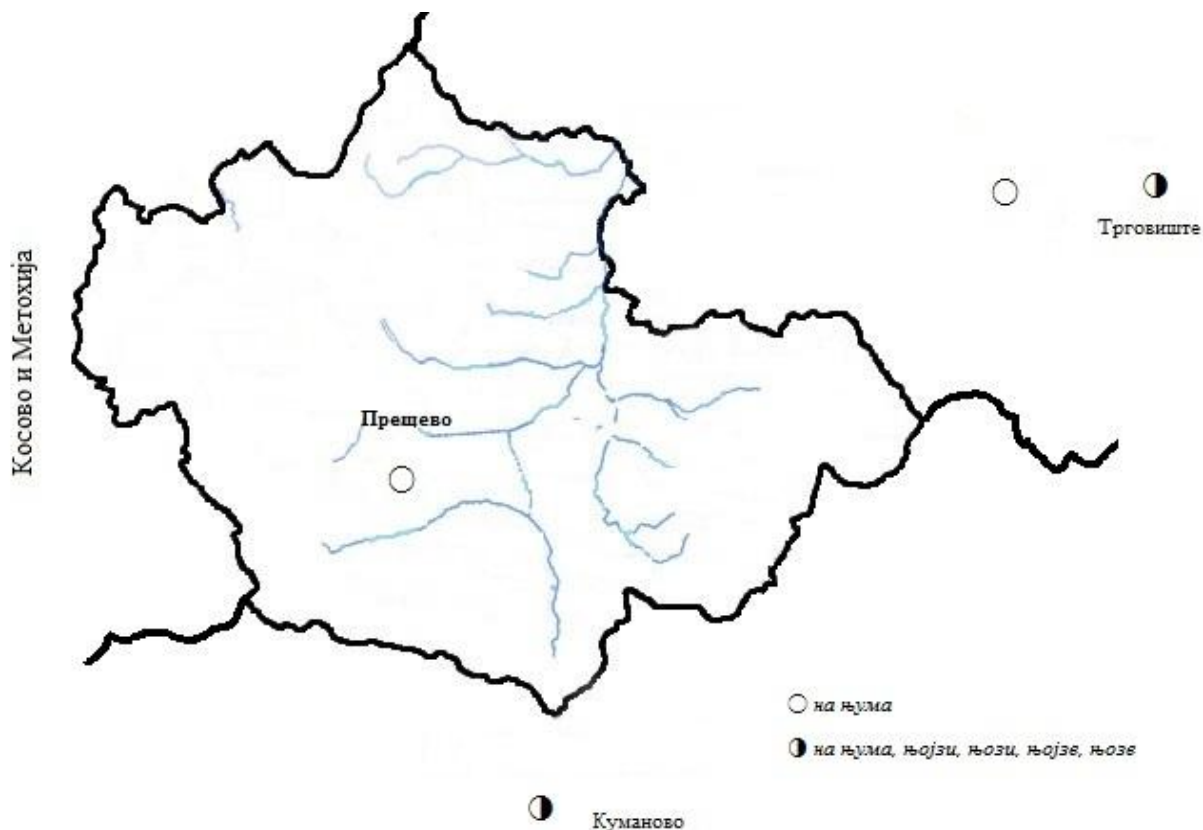 Трговиште
Косово и Метохија
Прешево
на њума
на њума, њојзи, њози, њојзе, њозе
Куманово